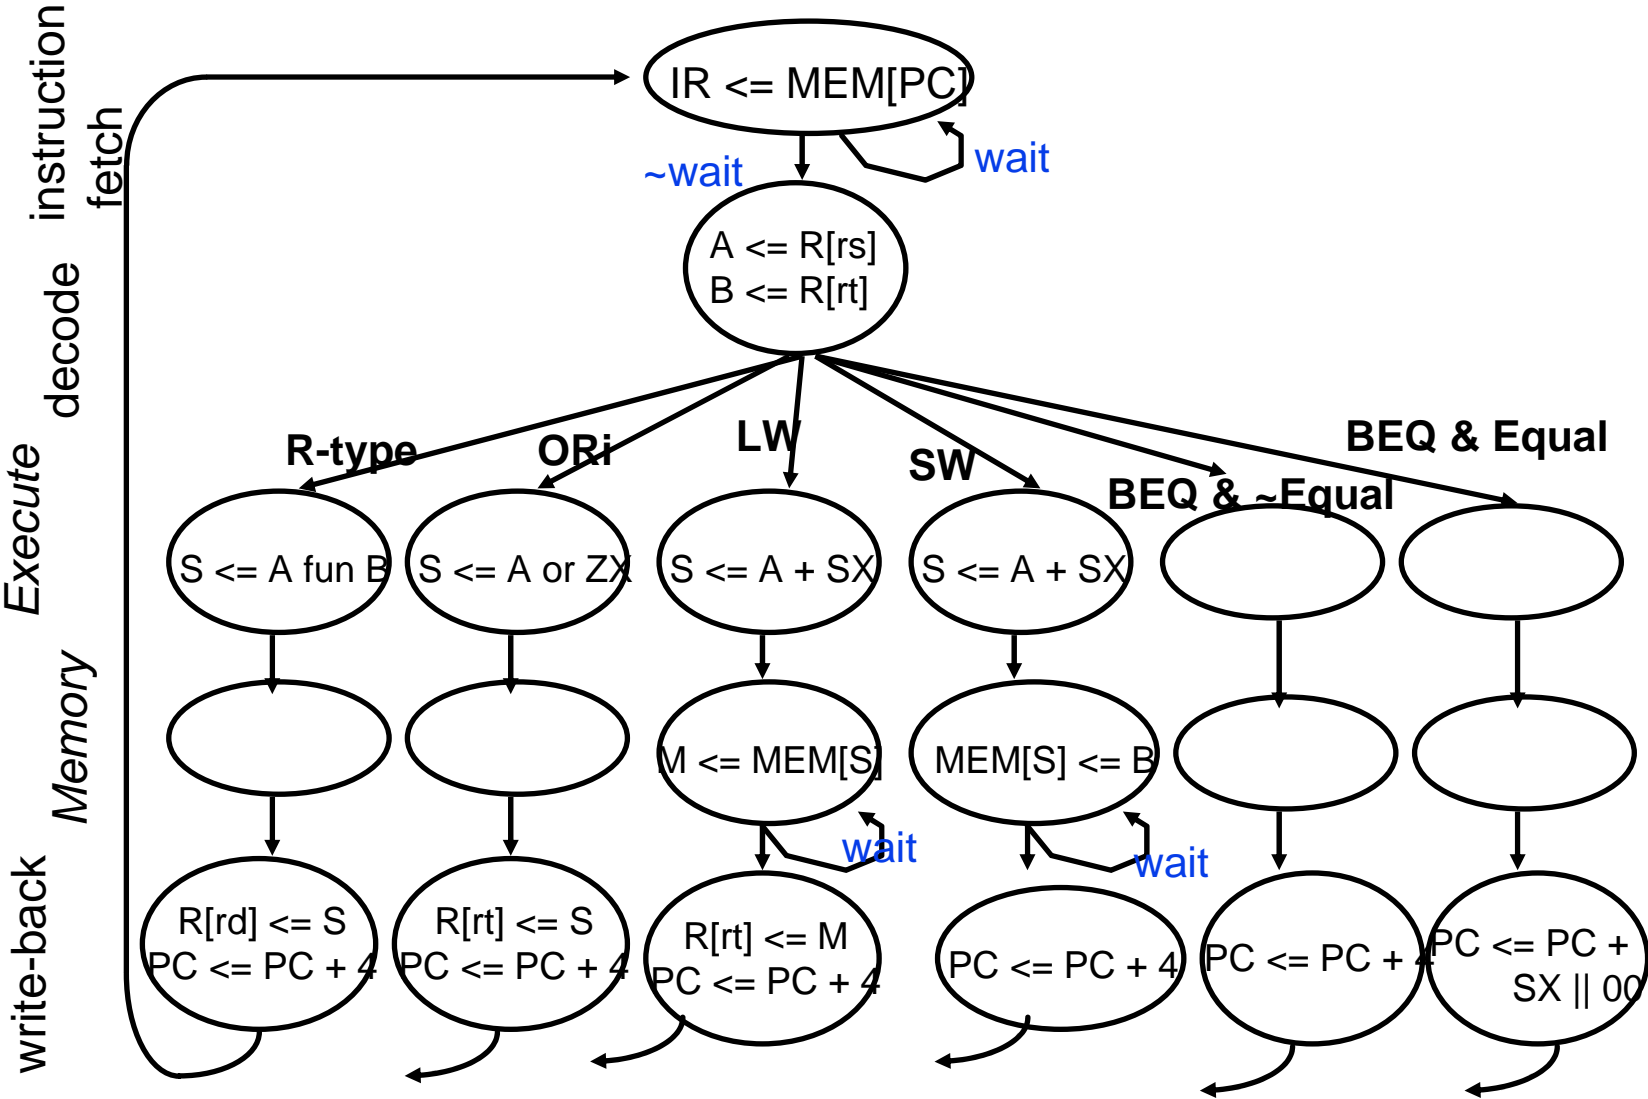 instruction
fetch
IR <= MEM[PC]
~wait
wait
decode
A <= R[rs]
B <= R[rt]
R-type
ORi
LW
SW
BEQ & ~Equal
BEQ & Equal
Execute
S <= A fun B
S <= A or ZX
S <= A + SX
S <= A + SX
Memory
M <= MEM[S]
MEM[S] <= B
wait
wait
write-back
R[rd] <= S
PC <= PC + 4
R[rt] <= S
PC <= PC + 4
R[rt] <= M
PC <= PC + 4
PC <= PC + 4
PC <= PC + 4
PC <= PC +
SX || 00